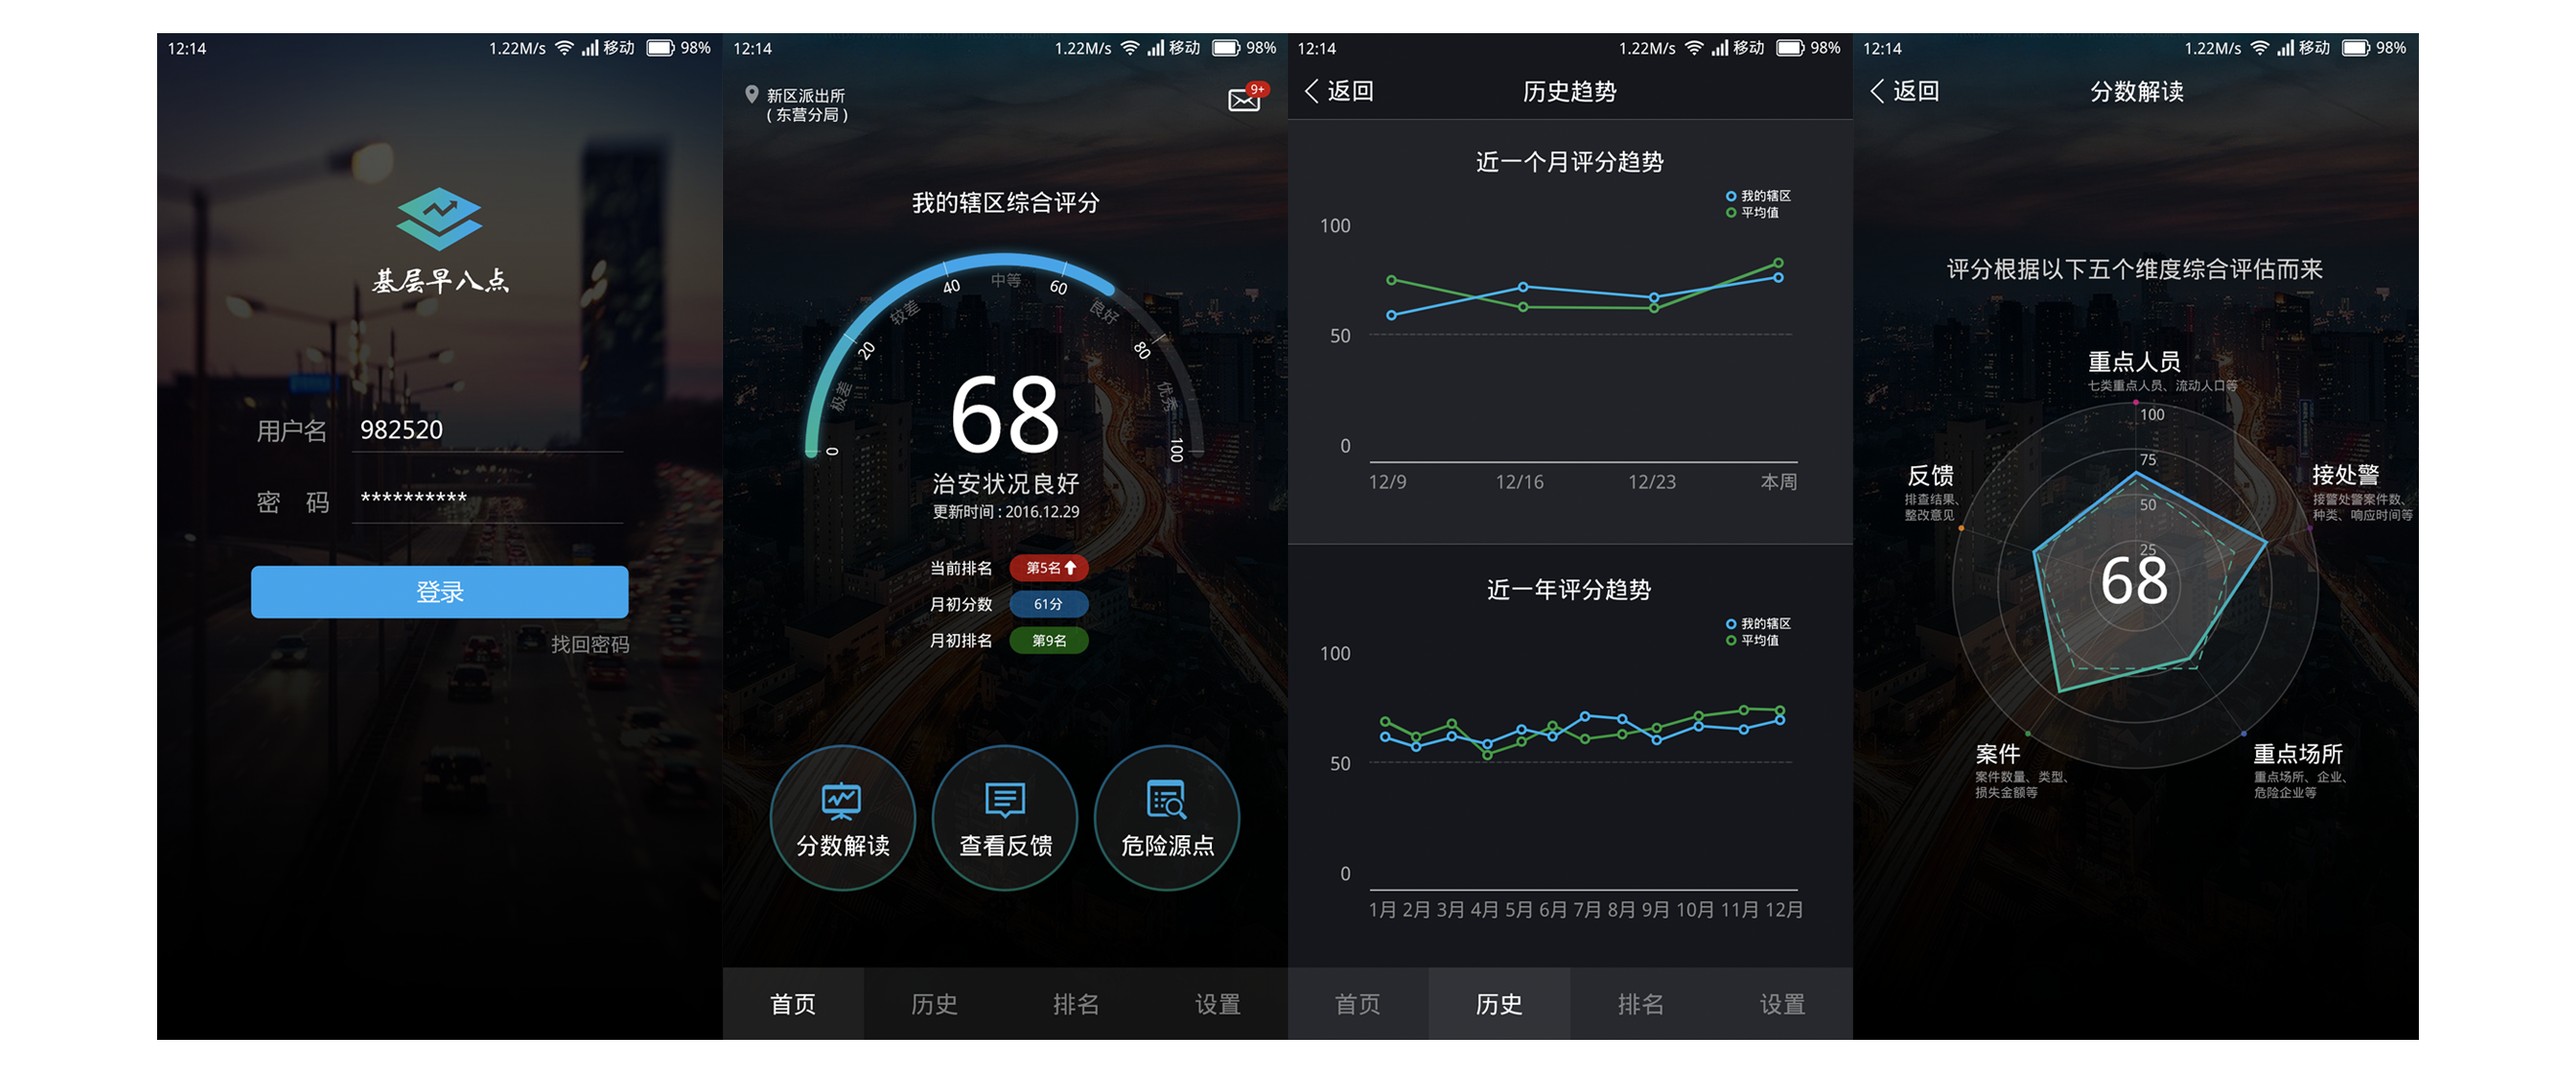 12:14
1.22M/s 移动 98%
基层早八点
用户名 982520
密 码 **********
登录
找回密码
12:14
1.22M/s 移动 98%
新区派出所
(东营分局)
9+
我的辖区综合评分
0
极差
20
较差
40
中等
60
良好
80
优秀
100
68
治安状况良好
更新时间 : 2016.12.29
当前排名 第5名
月初分数 61分
月初排名 第9名
分数解读
查看反馈
危险源点
首页 历史 排名 设置
12:14
1.22M/s 移动 98%
返回
历史趋势
近一个月评分趋势
我的辖区
平均值
100
50
0
12/9 12/16 12/23 本周
近一年评分趋势
我的辖区
平均值
100
50
0
1月 2月 3月 4月 5月 6月 7月 8月 9月 10月 11月 12月
首页 历史 排名 设置
12:14
1.22M/s 移动 98%
返回
分数解读
评分根据以下五个维度综合评估而来
重点人员
七类重点人员、流动人口等
100
75
50
25
68
反馈
排查结果、
整改意见
接处警
接警处警案件数、
种类、响应时间等
案件
案件数量、类型、
损失金额等
重点场所
重点场所、企业、
危险企业等